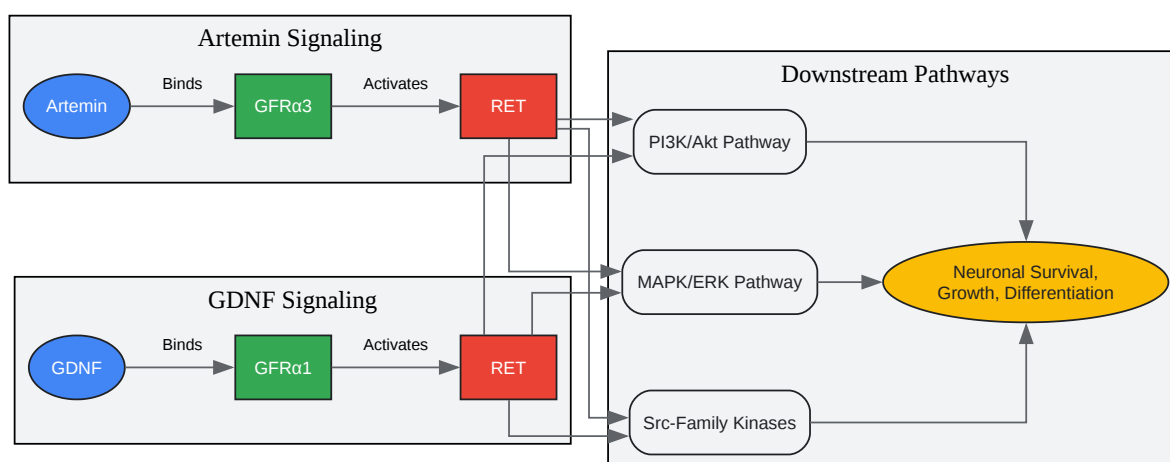 Artemin Signaling
Artemin
Binds
GFRα3
Activates
RET
GDNF Signaling
GDNF
Binds
GFRα1
Activates
RET
Downstream Pathways
PI3K/Akt Pathway
MAPK/ERK Pathway
Src-Family Kinases
Neuronal Survival,
Growth, Differentiation